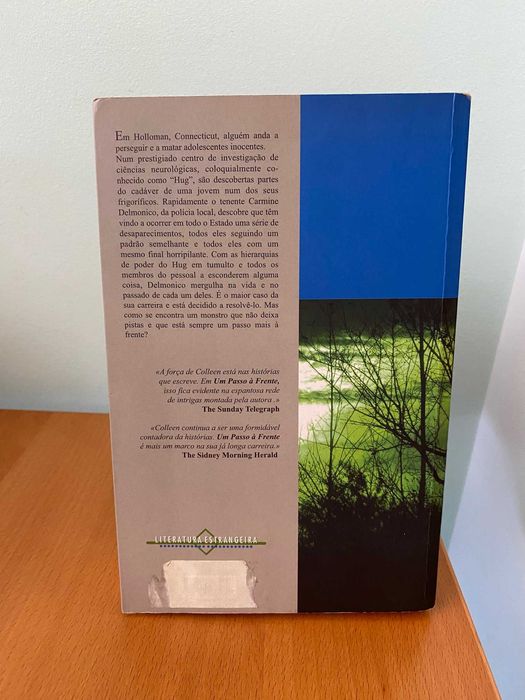 Em Holloman, Connecticut, alguém anda a
perseguir e a matar adolescentes inocentes.
Num prestigiado centro de investigação de
ciências neurológicas, coloquialmente co-
nhecido como “Hug”, são descobertas partes
do cadáver de uma jovem num dos seus
frigoríficos. Rapidamente o tenente Carmine
Delmonico, da polícia local, descobre que têm
vindo a ocorrer em todo o Estado uma série de
desaparecimentos, todos eles seguindo um
padrão semelhante e todos eles com um
mesmo final horripilante. Com as hierarquias
de poder do Hug em tumulto e todos os
membros do pessoal a esconderem alguma
coisa, Delmonico mergulha na vida e no
passado de cada um deles. É o maior caso da
sua carreira e está decidido a resolvê-lo. Mas
como se encontra um monstro que não deixa
pistas e que está sempre um passo mais à
frente?
«A força de Colleen está nas histórias
que escreve. Em Um Passo à Frente,
isso fica evidente na espantosa rede
de intrigas montada pela autora.»
The Sunday Telegraph
«Colleen continua a ser uma formidável
contadora da histórias. Um Passo à Frente
é mais um marco na sua já longa carreira.»
The Sidney Morning Herald
LITERATURA ESTRANGEIRA